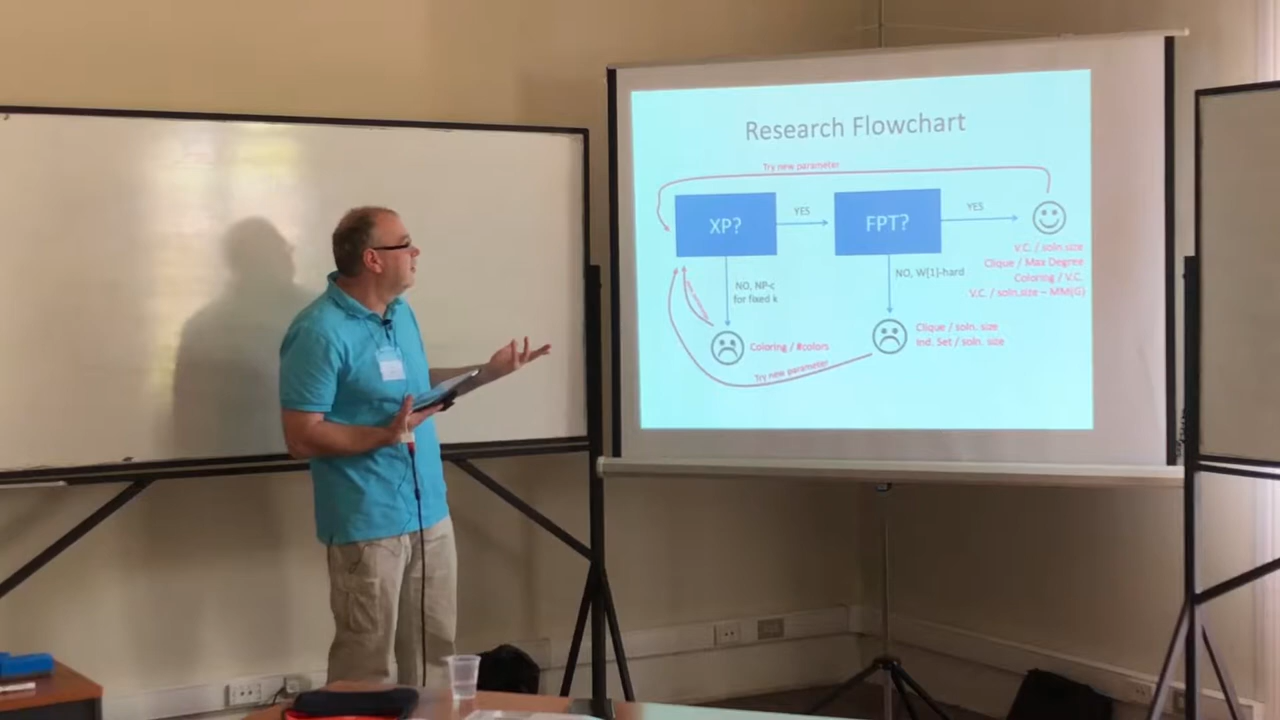 Research Flowchart
Try new parameter
XP?
YES
FPT?
YES
V.C. / soln size
Clique / Max Degree
Coloring / V.C.
V.C. / soln.size – MM(G)
NO, NP-c
for fixed k
NO, W[1]-hard
Coloring / #colors
Clique / soln. size
Ind. Set / soln. size
Try new parameter